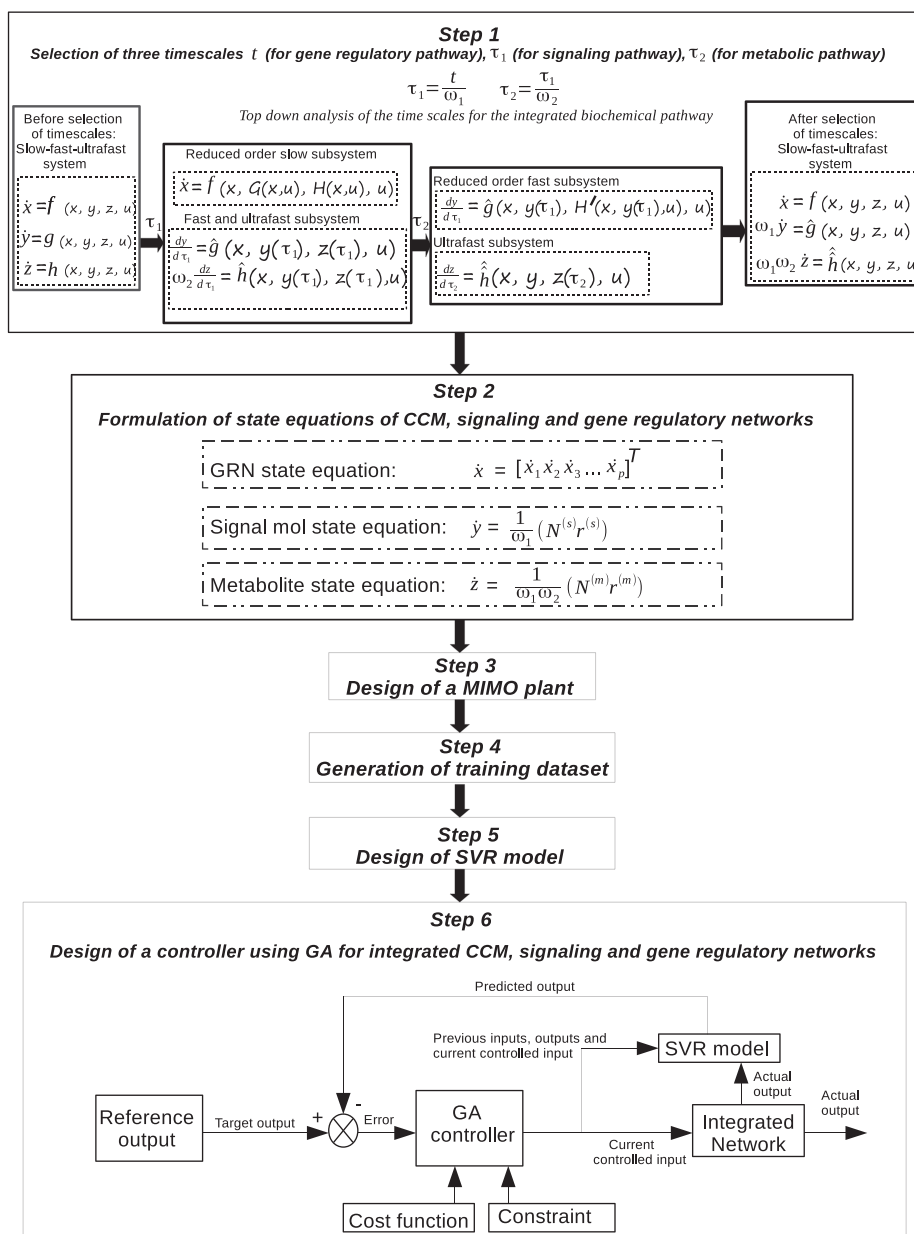 Step 1
Selection of three timescales t (for gene regulatory pathway), τ₁ (for signaling pathway), τ₂ (for metabolic pathway)
τ₁ = t/ω₁ τ₂ = τ₁/ω₂
Top down analysis of the time scales for the integrated biochemical pathway
Before selection
of timescales:
Slow-fast-ultrafast
system
ẋ = f (x, y, z, u)
ẏ = g (x, y, z, u)
ż = h (x, y, z, u)
τ₁
Reduced order slow subsystem
ẋ = f (x, G(x,u), H(x,u), u)
Fast and ultrafast subsystem
dy/dτ₁ = ĝ (x, y(τ₁), z(τ₁), u)
ω₂ dz/dτ₁ = ĥ (x, y(τ₁), z(τ₁), u)
τ₂
Reduced order fast subsystem
dy/dτ₁ = ĝ (x, y(τ₁), H′(x, y(τ₁), u), u)
Ultrafast subsystem
dz/dτ₂ = ĥ̂ (x, y, z(τ₂), u)
After selection
of timescales:
Slow-fast-ultrafast
system
ẋ = f (x, y, z, u)
ω₁ẏ = ĝ (x, y, z, u)
ω₁ω₂ ż = ĥ̂ (x, y, z, u)
Step 2
Formulation of state equations of CCM, signaling and gene regulatory networks
GRN state equation: ẋ = [ẋ₁ ẋ₂ ẋ₃ ... ẋₚ]ᵀ
Signal mol state equation: ẏ = 1/ω₁ (N⁽ˢ⁾ r⁽ˢ⁾)
Metabolite state equation: ż = 1/ω₁ω₂ (N⁽ᵐ⁾ r⁽ᵐ⁾)
Step 3
Design of a MIMO plant
Step 4
Generation of training dataset
Step 5
Design of SVR model
Step 6
Design of a controller using GA for integrated CCM, signaling and gene regulatory networks
Predicted output
Previous inputs, outputs and
current controlled input
SVR model
Actual
output
Actual
output
Reference
output
Target output
+
-
Error
GA
controller
Current
controlled input
Integrated
Network
Cost function
Constraint